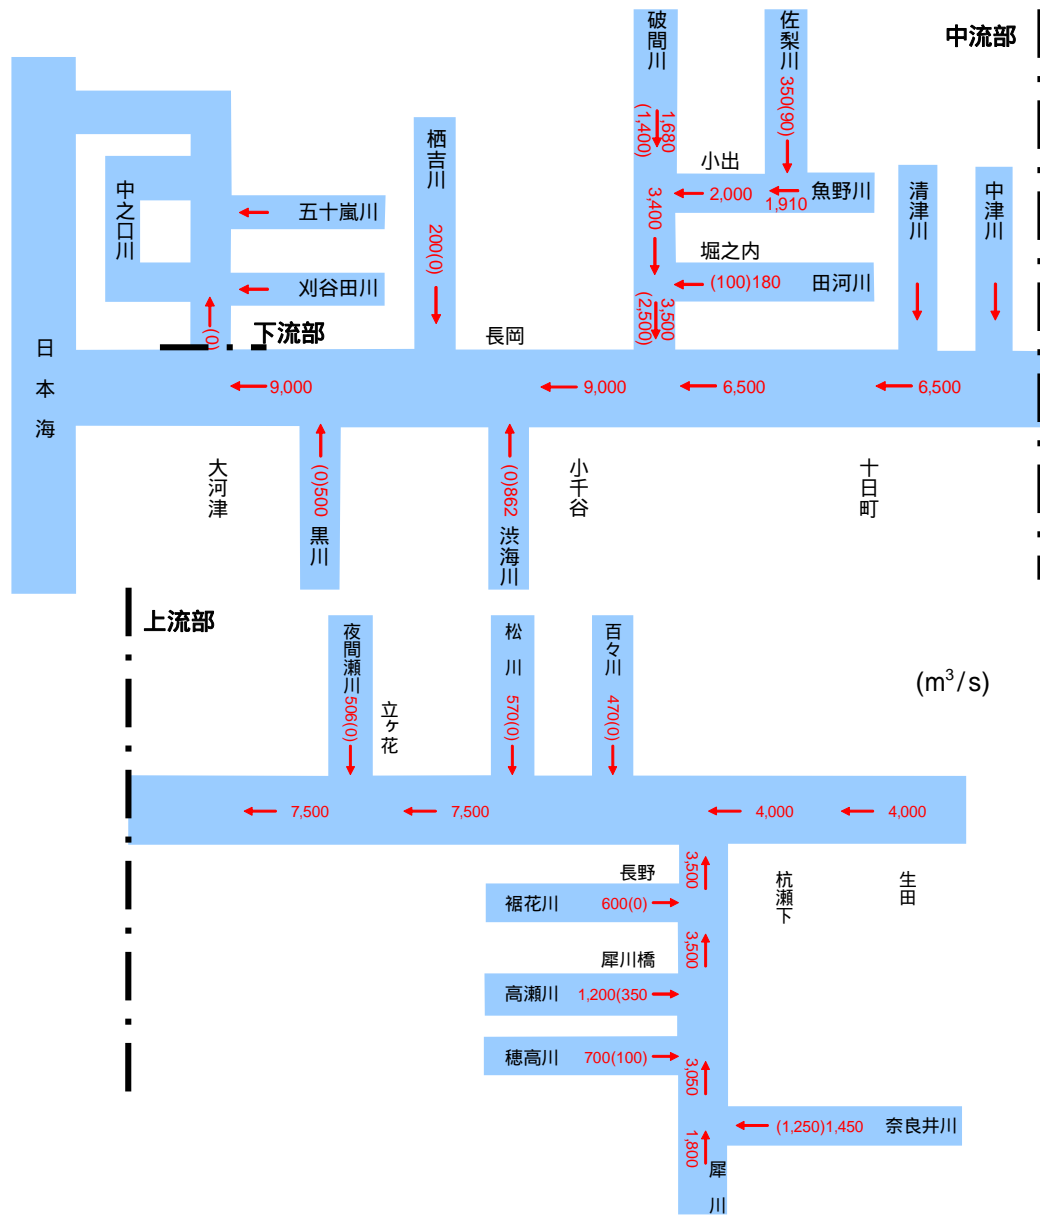 中流部
破間川
1,680
(1,400)
佐梨川
350(90)
小出
2,000
1,910
魚野川
3,400
堀之内
(100)180
田河川
3,500
(2,500)
清津川
中津川
栖吉川
200(0)
中之口川
五十嵐川
刈谷田川
(0)
下流部
長岡
日本海
9,000
9,000
6,500
6,500
大河津
(0)500
黒川
(0)862
渋海川
小千谷
十日町
上流部
夜間瀬川
506(0)
立ヶ花
松川
570(0)
百々川
470(0)
(m³/s)
7,500
7,500
4,000
4,000
長野
3,500
杭瀬下
生田
裾花川
600(0)
3,500
犀川橋
高瀬川
1,200(350
穂高川
700(100)
3,050
(1,250)1,450
奈良井川
1,800
犀川